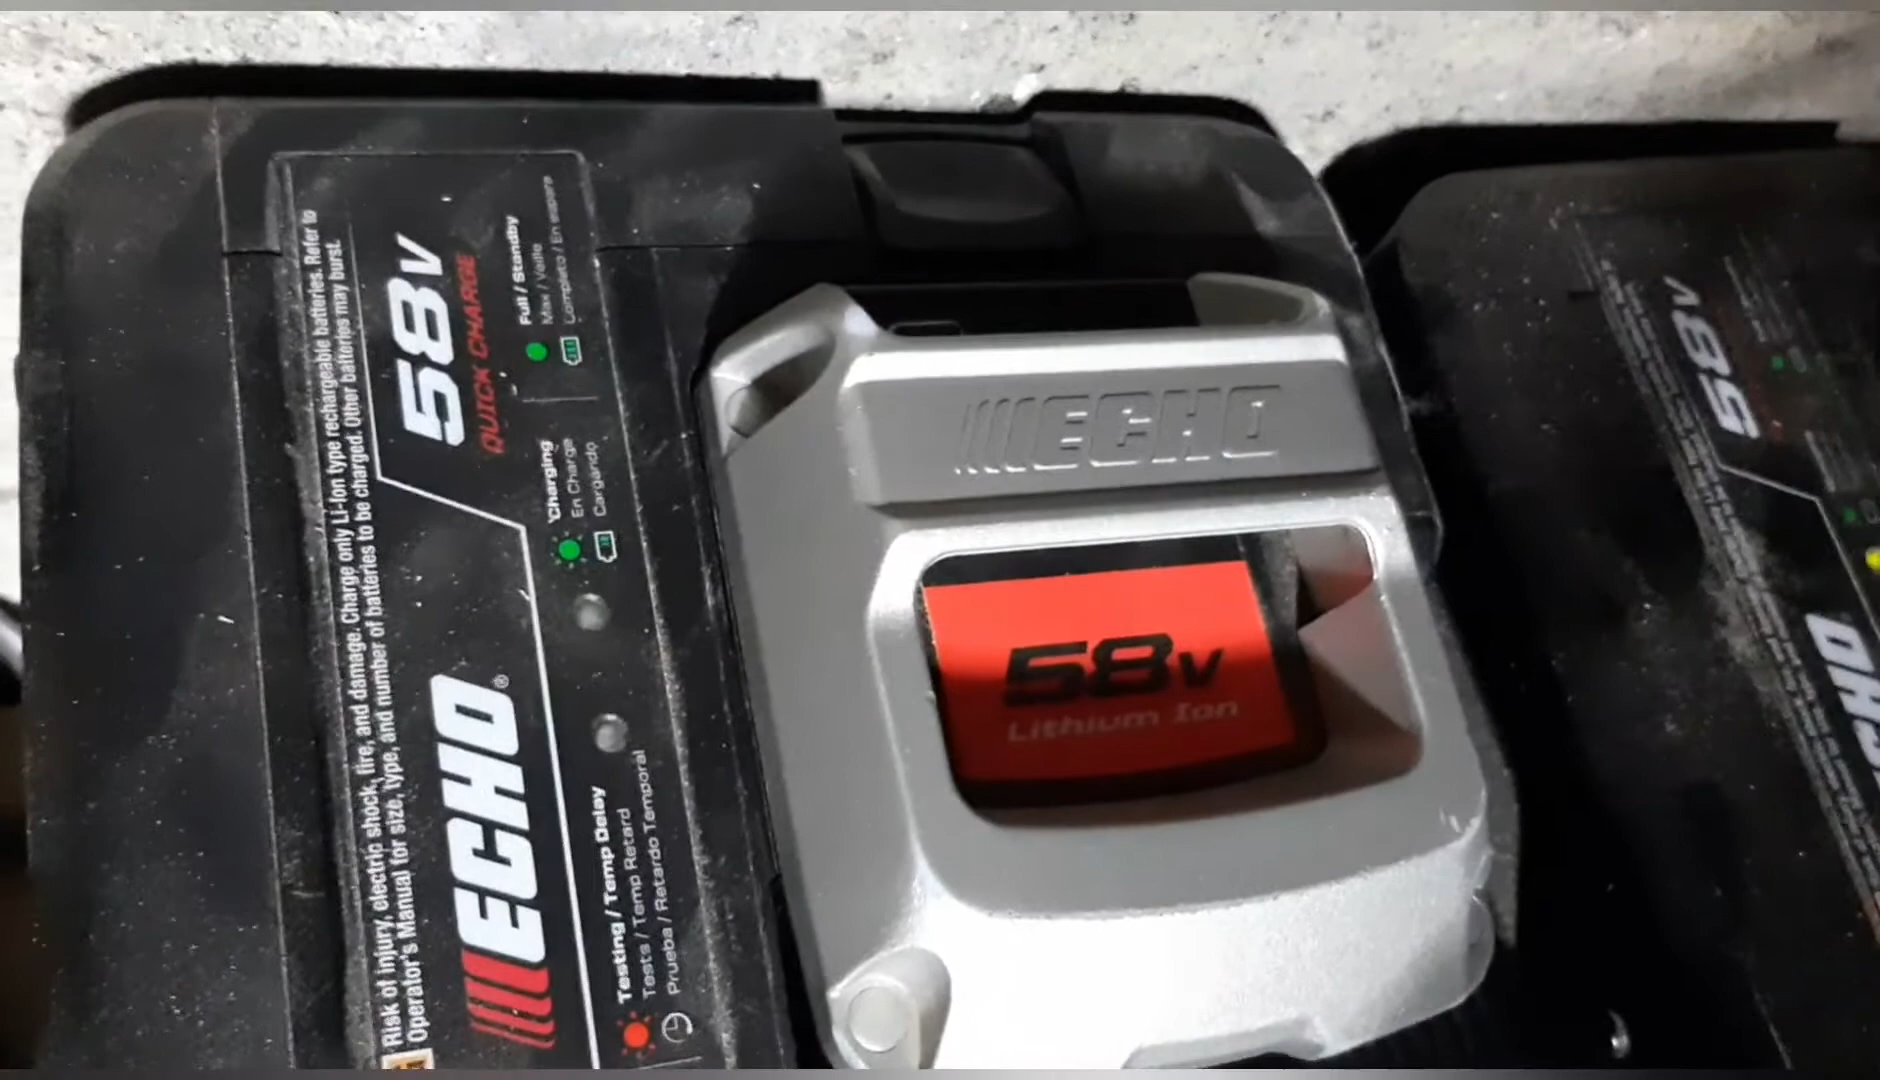 Risk of injury, electric shock, fire, and damage. Charge only Li-Ion type rechargeable batteries. Refer to
Operator's Manual for size, type, and number of batteries to be charged. Other batteries may burst.
ECHO®
58V
QUICK CHARGE
Testing / Temp Delay
Tests / Temp Retard
Prueba / Retardo Temporal
Charging
En Charge
Cargando
Full / Standby
Max / Veille
Completo / En espara
ECHO
58V
Lithium Ion
58V
ECHO